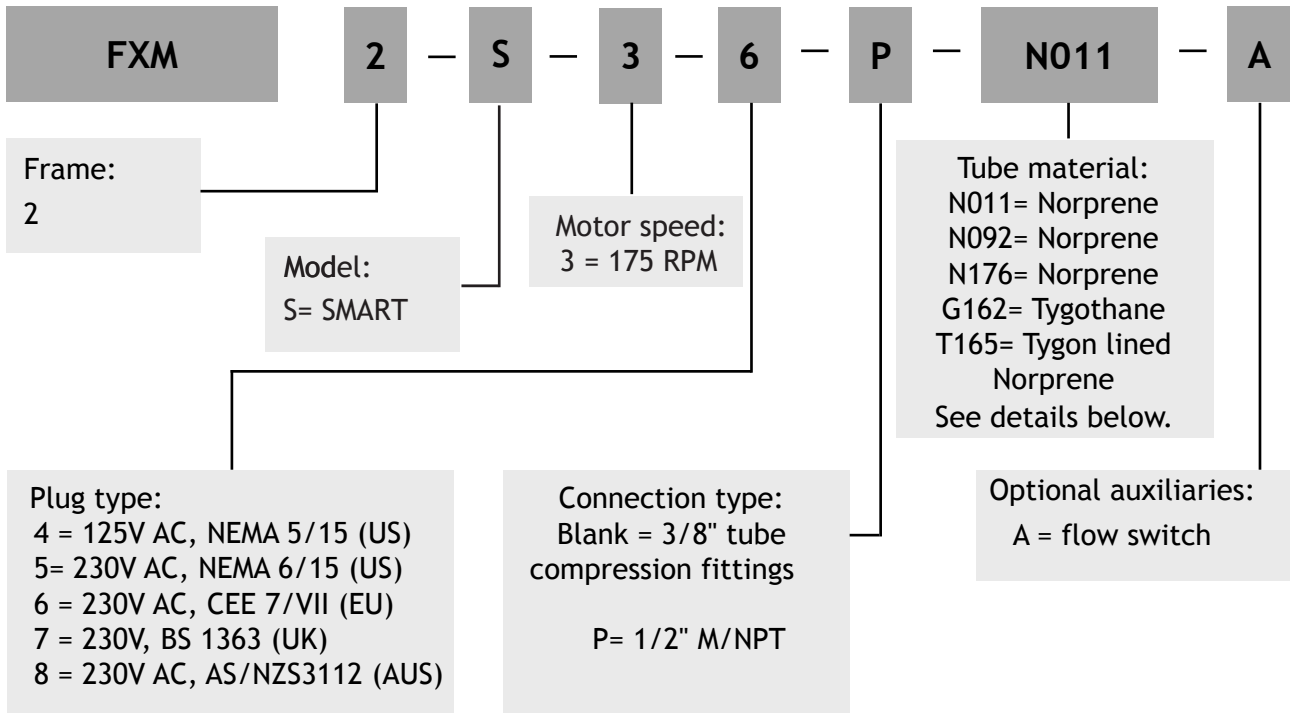 FXM 2 – S – 3 – 6 – P – N011 – A
Frame:
2
Model:
S= SMART
Motor speed:
3 = 175 RPM
Tube material:
N011= Norprene
N092= Norprene
N176= Norprene
G162= Tygothane
T165= Tygon lined
Norprene
See details below.
Plug type:
4 = 125V AC, NEMA 5/15 (US)
5= 230V AC, NEMA 6/15 (US)
6 = 230V AC, CEE 7/VII (EU)
7 = 230V, BS 1363 (UK)
8 = 230V AC, AS/NZS3112 (AUS)
Connection type:
Blank = 3/8" tube
compression fittings
P= 1/2" M/NPT
Optional auxiliaries:
A = flow switch